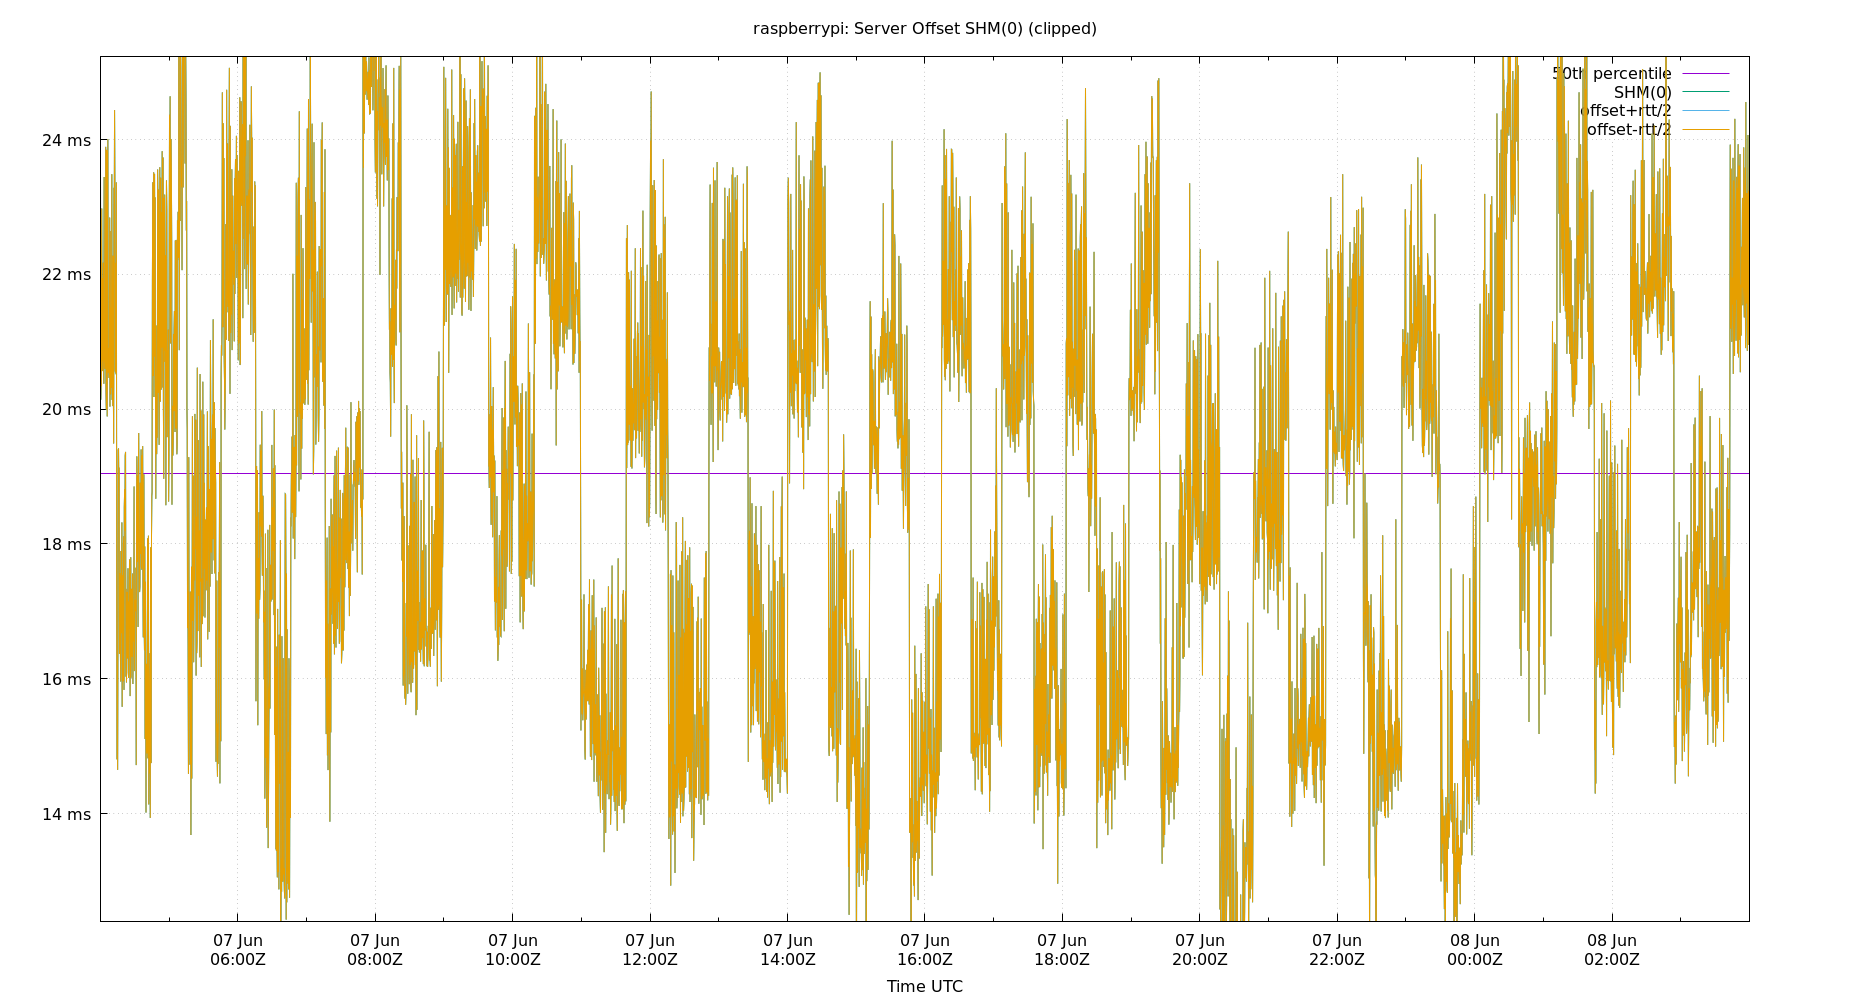 raspberrypi: Server Offset SHM(0) (clipped)
50th percentile
SHM(0)
offset+rtt/2
offset-rtt/2
24 ms
22 ms
20 ms
18 ms
16 ms
14 ms
07 Jun 07 Jun 07 Jun 07 Jun 07 Jun 07 Jun 07 Jun 07 Jun 07 Jun 08 Jun 08 Jun
06:00Z 08:00Z 10:00Z 12:00Z 14:00Z 16:00Z 18:00Z 20:00Z 22:00Z 00:00Z 02:00Z
Time UTC